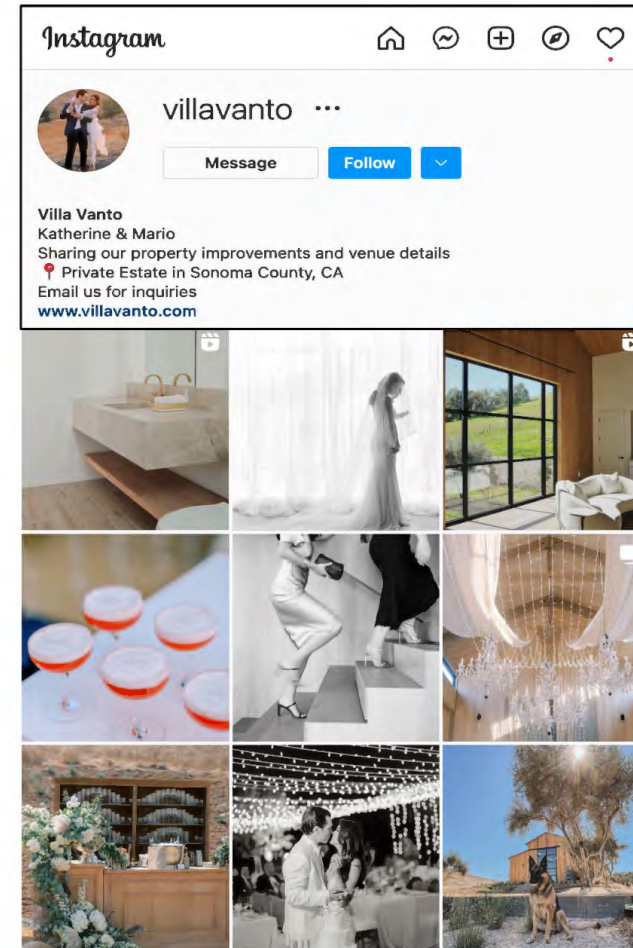 Instagram
villavanto ...
Message Follow
Villa Vanto
Katherine & Mario
Sharing our property improvements and venue details
📍 Private Estate in Sonoma County, CA
Email us for inquiries
www.villavanto.com